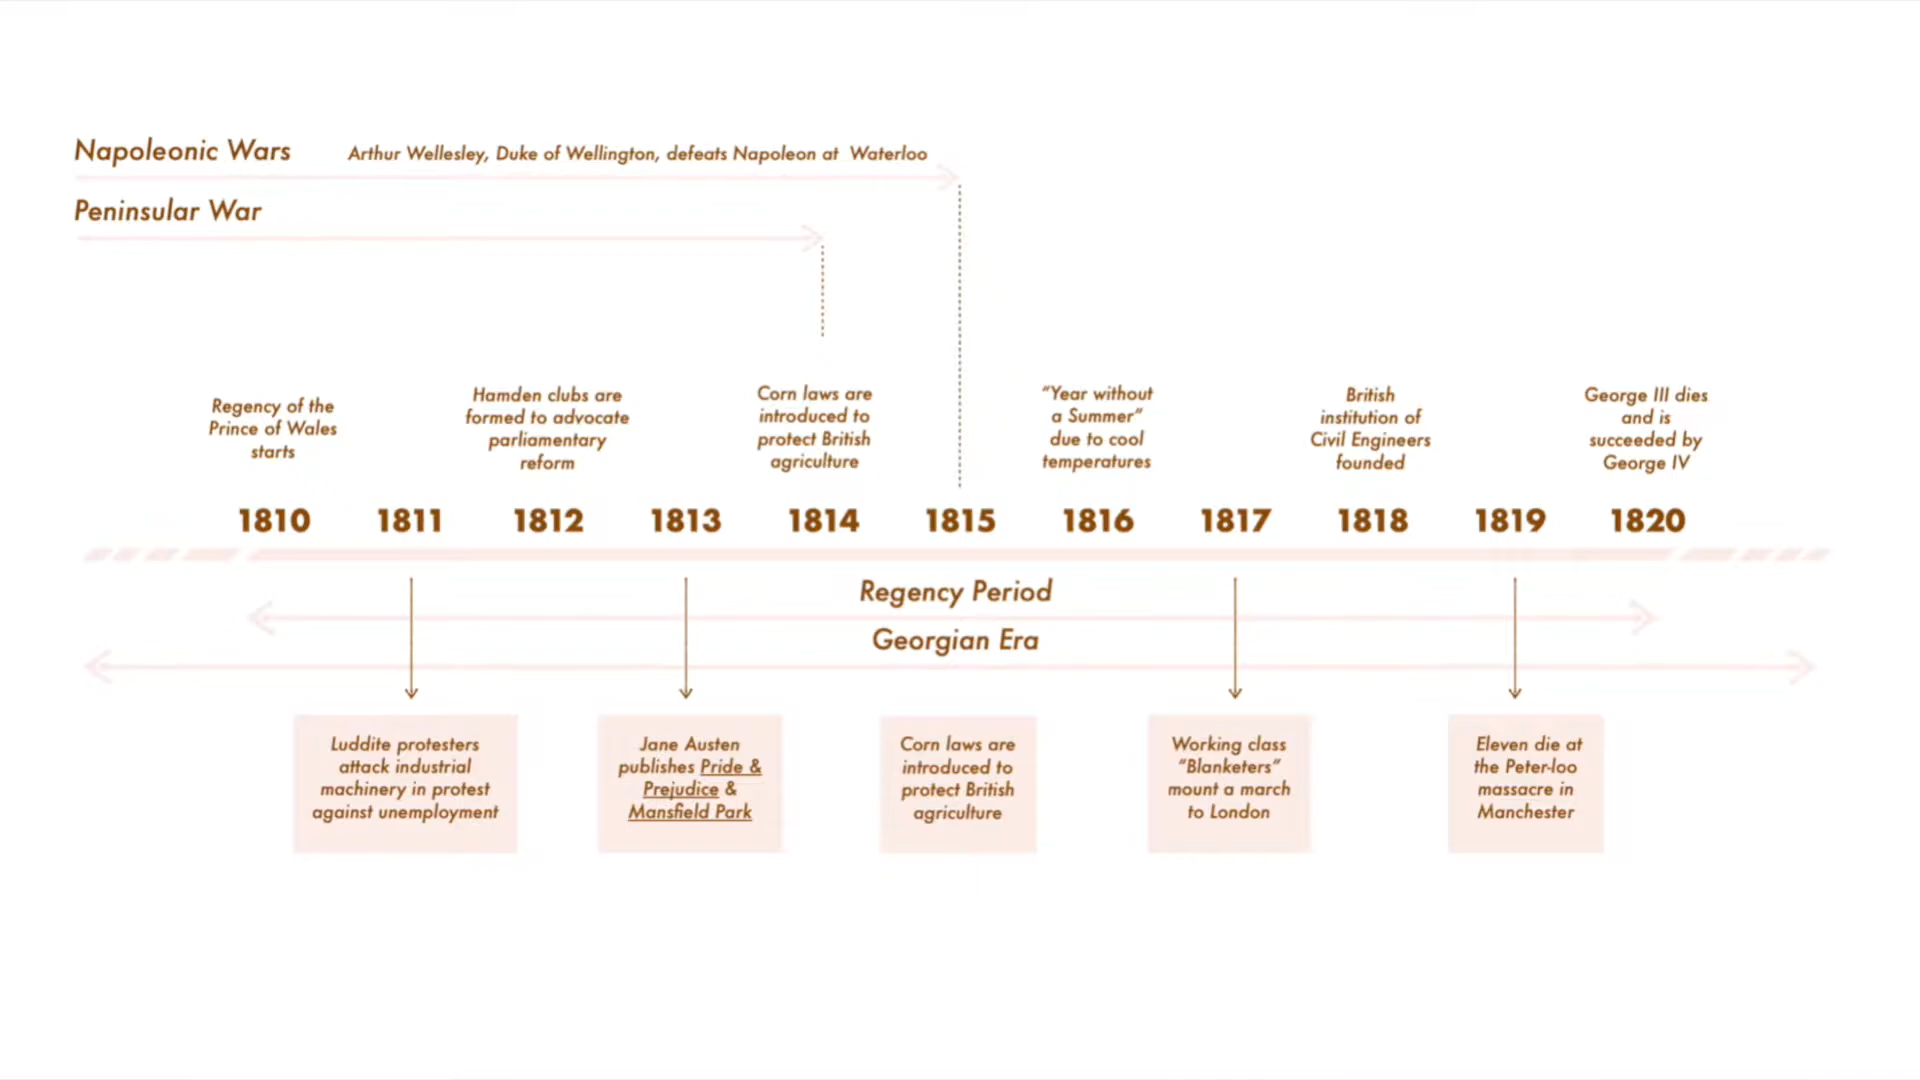 Napoleonic Wars
Arthur Wellesley, Duke of Wellington, defeats Napoleon at Waterloo
Peninsular War
Regency of the
Prince of Wales
starts
Hamden clubs are
formed to advocate
parliamentary
reform
Corn laws are
introduced to
protect British
agriculture
“Year without
a Summer”
due to cool
temperatures
British
institution of
Civil Engineers
founded
George III dies
and is
succeeded by
George IV
1810 1811 1812 1813 1814 1815 1816 1817 1818 1819 1820
Regency Period
Georgian Era
Luddite protesters
attack industrial
machinery in protest
against unemployment
Jane Austen
publishes Pride &
Prejudice &
Mansfield Park
Corn laws are
introduced to
protect British
agriculture
Working class
“Blanketers”
mount a march
to London
Eleven die at
the Peter-loo
massacre in
Manchester